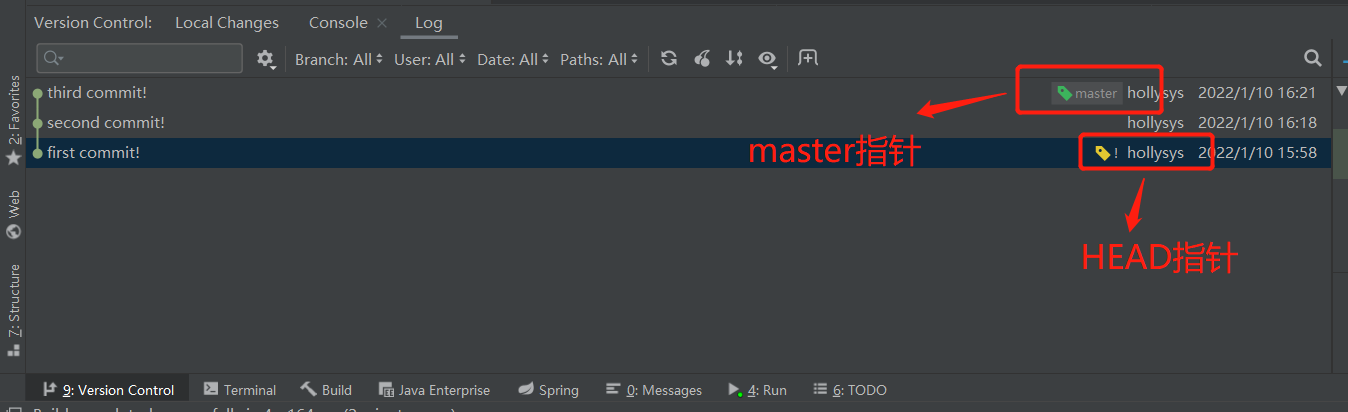 Version Control: Local Changes Console Log
Branch: All User: All Date: All Paths: All
third commit! master hollysys 2022/1/10 16:21
second commit! hollysys 2022/1/10 16:18
first commit! ! hollysys 2022/1/10 15:58
master指针
HEAD指针
2: Favorites
Web
7: Structure
9: Version Control Terminal Build Java Enterprise Spring 0: Messages 4: Run 6: TODO